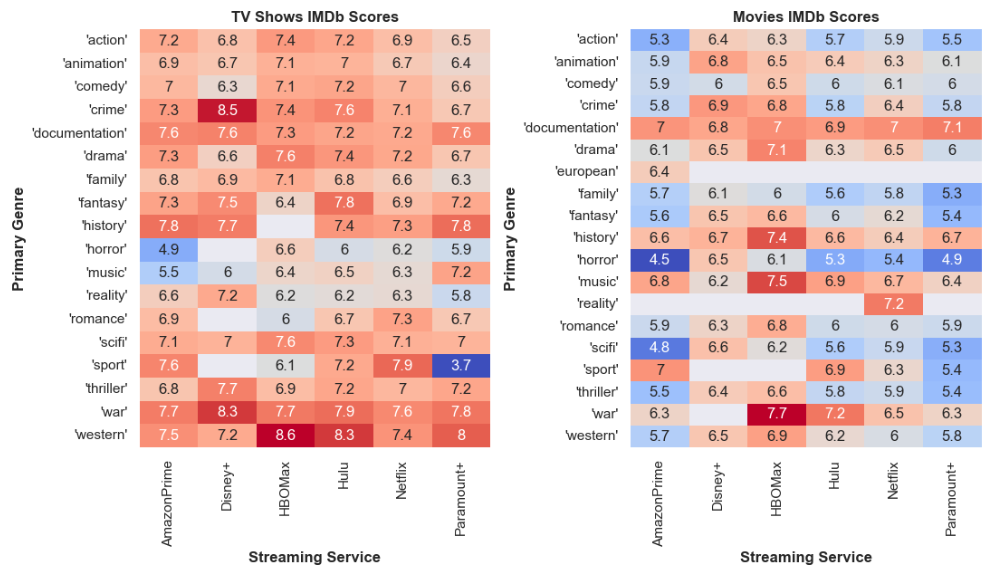 TV Shows IMDb Scores
Primary Genre
'action' 7.2 6.8 7.4 7.2 6.9 6.5
'animation' 6.9 6.7 7.1 7 6.7 6.4
'comedy' 7 6.3 7.1 7.2 7 6.6
'crime' 7.3 8.5 7.4 7.6 7.1 6.7
'documentation' 7.6 7.6 7.3 7.2 7.2 7.6
'drama' 7.3 6.6 7.6 7.4 7.2 6.7
'family' 6.8 6.9 7.1 6.8 6.6 6.3
'fantasy' 7.3 7.5 6.4 7.8 6.9 7.2
'history' 7.8 7.7 7.4 7.3 7.8
'horror' 4.9 6.6 6 6.2 5.9
'music' 5.5 6 6.4 6.5 6.3 7.2
'reality' 6.6 7.2 6.2 6.2 6.3 5.8
'romance' 6.9 6 6.7 7.3 6.7
'scifi' 7.1 7 7.6 7.3 7.1 7
'sport' 7.6 6.1 7.2 7.9 3.7
'thriller' 6.8 7.7 6.9 7.2 7 7.2
'war' 7.7 8.3 7.7 7.9 7.6 7.8
'western' 7.5 7.2 8.6 8.3 7.4 8
AmazonPrime Disney+ HBOMax Hulu Netflix Paramount+
Streaming Service
Movies IMDb Scores
Primary Genre
'action' 5.3 6.4 6.3 5.7 5.9 5.5
'animation' 5.9 6.8 6.5 6.4 6.3 6.1
'comedy' 5.9 6 6.5 6 6.1 6
'crime' 5.8 6.9 6.8 5.8 6.4 5.8
'documentation' 7 6.8 7 6.9 7 7.1
'drama' 6.1 6.5 7.1 6.3 6.5 6
'european' 6.4
'family' 5.7 6.1 6 5.6 5.8 5.3
'fantasy' 5.6 6.5 6.6 6 6.2 5.4
'history' 6.6 6.7 7.4 6.6 6.4 6.7
'horror' 4.5 6.5 6.1 5.3 5.4 4.9
'music' 6.8 6.2 7.5 6.9 6.7 6.4
'reality' 7.2
'romance' 5.9 6.3 6.8 6 6 5.9
'scifi' 4.8 6.6 6.2 5.6 5.9 5.3
'sport' 7 6.9 6.3 5.4
'thriller' 5.5 6.4 6.6 5.8 5.9 5.4
'war' 6.3 7.7 7.2 6.5 6.3
'western' 5.7 6.5 6.9 6.2 6 5.8
AmazonPrime Disney+ HBOMax Hulu Netflix Paramount+
Streaming Service